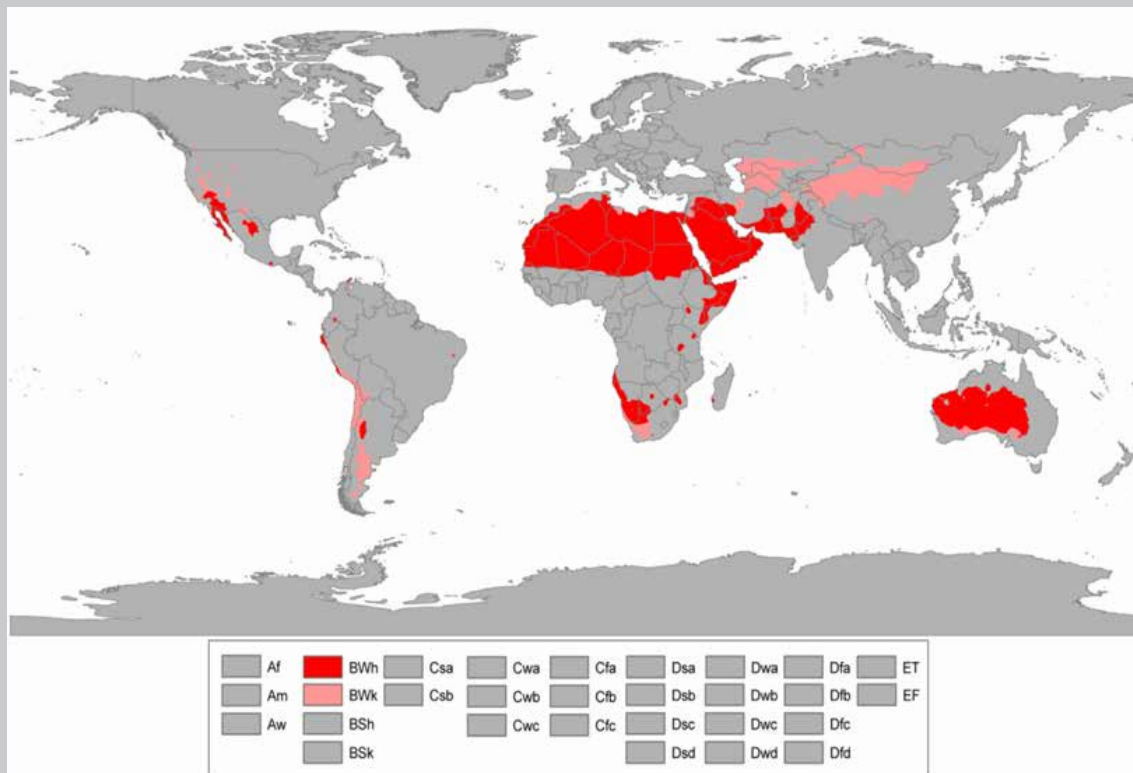 Af BWh Csa Cwa Cfa Dsa Dwa Dfa ET
Am BWk Csb Cwb Cfb Dsb Dwb Dfb EF
Aw BSh Cwc Cfc Dsc Dwc Dfc
BSk Dsd Dwd Dfd